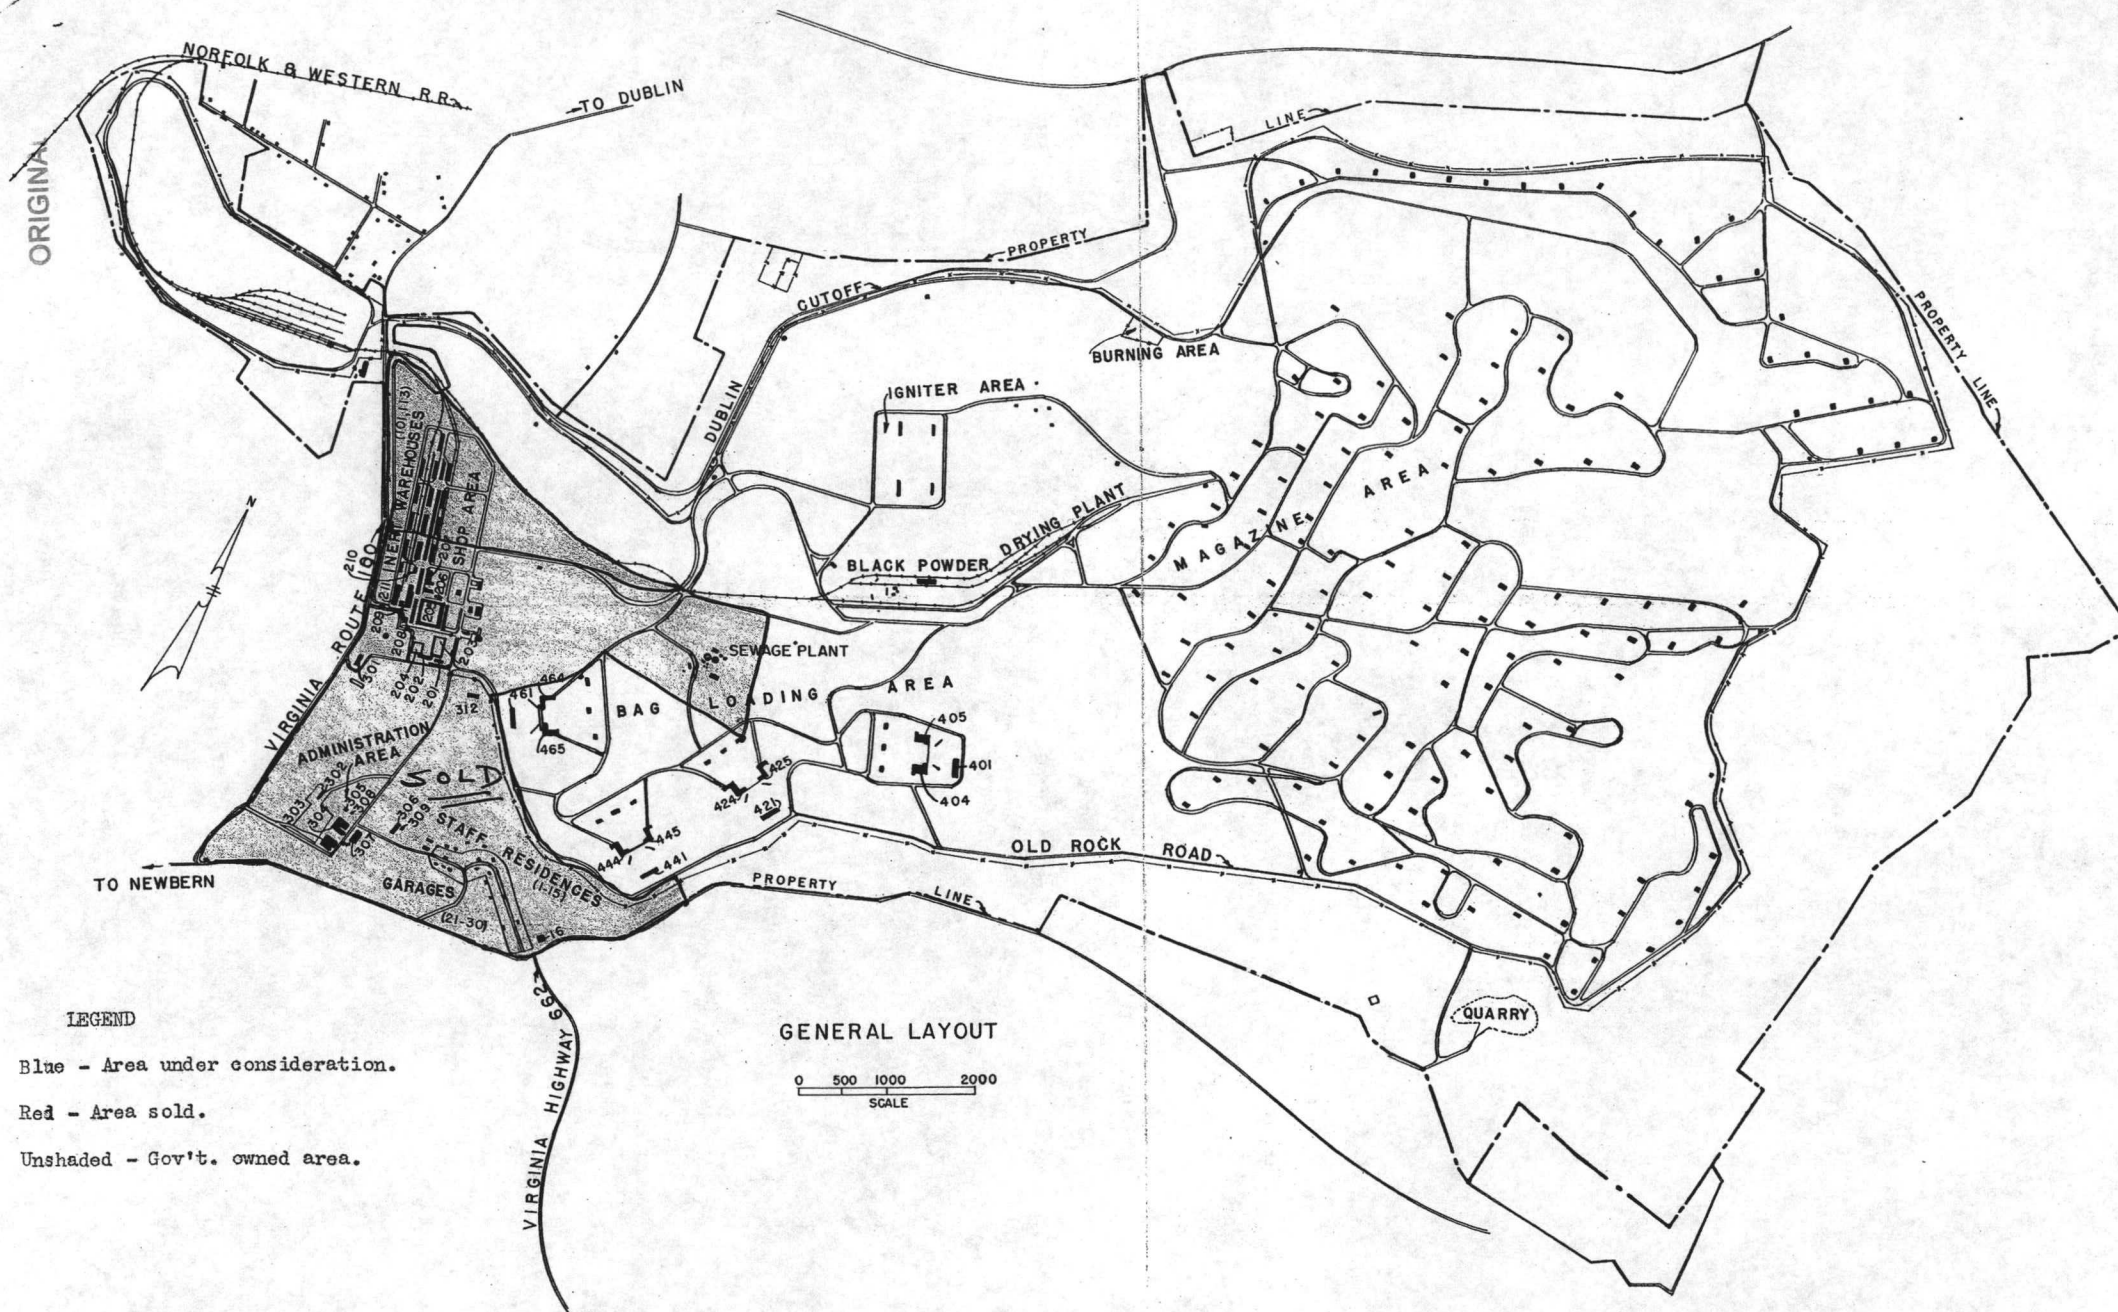 ORIGINAL
NORFOLK & WESTERN R.R.
TO DUBLIN
LINE
PROPERTY
CUTOFF
DUBLIN
BURNING AREA
PROPERTY LINE
IGNITER AREA
(101,113)
INERT WAREHOUSES
SHOP AREA
N
BLACK POWDER DRYING PLANT
MAGAZINE AREA
210
100
211
207
206
205
209
208
203
VIRGINIA ROUTE
301
204
202
201
SEWAGE PLANT
BAG LOADING AREA
461
464
465
312
ADMINISTRATION
AREA
SOLD
302
303
304
305
308
306
309
307
STAFF RESIDENCES
(1-15)
GARAGES
(21-30)
16
405
401
404
425
424
421
445
444
441
OLD ROCK ROAD
TO NEWBERN
PROPERTY LINE
QUARRY
VIRGINIA HIGHWAY 662
GENERAL LAYOUT
0 500 1000 2000
SCALE
LEGEND
Blue - Area under consideration.
Red - Area sold.
Unshaded - Gov't. owned area.